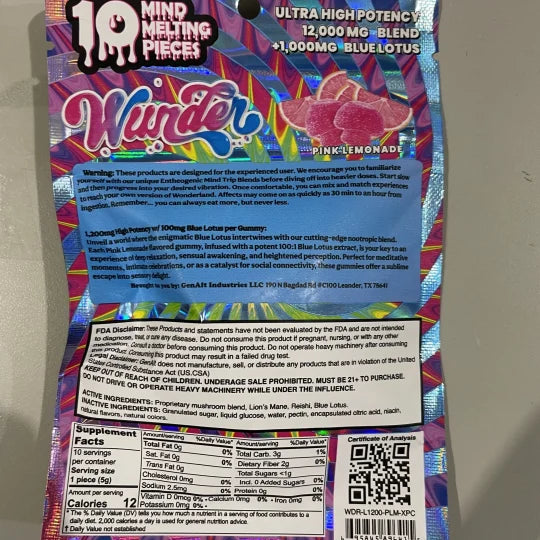 10 MIND
MELTING
PIECES
ULTRA HIGH POTENCY
12,000 MG BLEND
+1,000MG BLUE LOTUS
Wunder
PINK LEMONADE
Warning: These products are designed for the experienced user. We encourage you to familiarize
yourself with our unique Entheogenic Mind Trip Blends before diving off into heavier doses. Start slow
and then progress into your desired vibration. Once comfortable, you can mix and match experiences
to reach your own version of Wonderland. Affects may come on as quickly as 30 min to an hour from
ingestion. Remember... you can always eat more, but never less.
1,200mg High Potency w/ 100mg Blue Lotus per Gummy:
Unveil a world where the enigmatic Blue Lotus intertwines with our cutting-edge nootropic blend.
Each Pink Lemonade flavored gummy, infused with a potent 100:1 Blue Lotus extract, is your key to an
experience of deep relaxation, sensual awakening, and heightened perception. Perfect for meditative
moments, intimate celebrations, or as a catalyst for social connectivity, these gummies offer a sublime
escape into sensory delight.
Brought to you by: GenAlt Industries LLC 190 N Bagdad Rd #C100 Leander, TX 78641
FDA Disclaimer: These Products and statements have not been evaluated by the FDA and are not intended
to diagnose, treat, or cure any disease. Do not consume this product if pregnant, nursing, or with any other
medication. Consult a doctor before consuming this product. Do not operate heavy machinery after consuming
this product. Consuming this product may result in a failed drug test.
Legal Disclaimer: GenAlt does not manufacture, sell, or distribute any products that are in violation of the United
States Controlled Substance Act (US.CSA)
KEEP OUT OF REACH OF CHILDREN. UNDERAGE SALE PROHIBITED. MUST BE 21+ TO PURCHASE.
DO NOT DRIVE OR OPERATE HEAVY MACHINERY WHILE UNDER THE INFLUENCE.
ACTIVE INGREDIENTS: Proprietary mushroom blend, Lion's Mane, Reishi, Blue Lotus.
INACTIVE INGREDIENTS: Granulated sugar, liquid glucose, water, pectin, encapsulated citric acid, niacin,
natural flavors, natural colors.
Supplement
Facts
10 servings
per container
Serving size
1 piece (5g)
Amount per serving
Calories 12
Amount/serving %Daily Value*
Total Fat 0g
Sat. Fat 0g 0%
Trans Fat 0g
Cholesterol 0mg 0%
Sodium 2.5mg 0%
Amount/serving %Daily Value*
Total Carb. 3g 1%
Dietary Fiber 2g 0%
Total Sugars <1g
Incl. 0 Added Sugars 0%
Protein 0g 0%
Vitamin D 0mcg 0% • Calcium 0mg 0% • Iron 0mg 0%
Potassium 0mg 0% •
* The % Daily Value (DV) tells you how much a nutrient in a serving of food contributes to a
daily diet. 2,000 calories a day is used for general nutrition advice.
† Daily Value not established
Certificate of Analysis
WDR-L1200-PLM-XPC